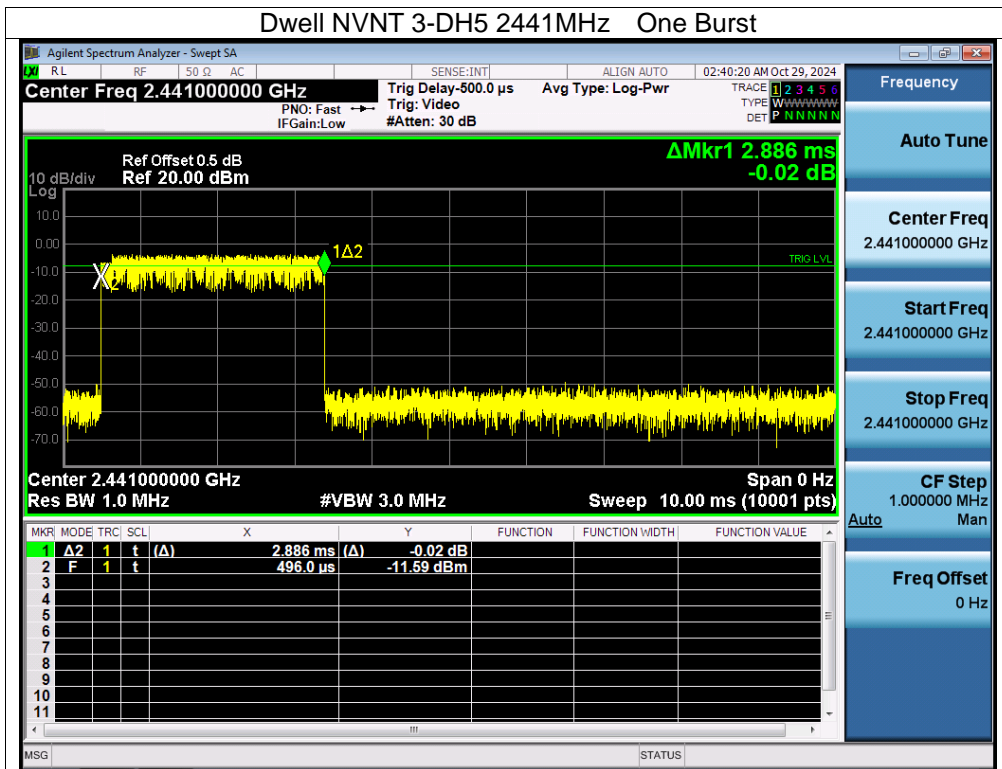 Dwell NVNT 3-DH5 2441MHz One Burst
Agilent Spectrum Analyzer - Swept SA
LXI RL RF 50 Ω AC SENSE:INT ALIGN AUTO 02:40:20 AM Oct 29, 2024
Center Freq 2.441000000 GHz
PNO: Fast
IFGain:Low
Trig Delay-500.0 µs
Trig: Video
#Atten: 30 dB
Avg Type: Log-Pwr
TRACE 1 2 3 4 5 6
TYPE WWWWWW
DET P N N N N N
ΔMkr1 2.886 ms
-0.02 dB
Ref Offset 0.5 dB
10 dB/div Ref 20.00 dBm
Log
10.0
0.00
-10.0
-20.0
-30.0
-40.0
-50.0
-60.0
-70.0
1Δ2
2
TRIG LVL
Center 2.441000000 GHz Span 0 Hz
Res BW 1.0 MHz #VBW 3.0 MHz Sweep 10.00 ms (10001 pts)
MKR MODE TRC SCL X Y FUNCTION FUNCTION WIDTH FUNCTION VALUE
1 Δ2 1 t (Δ) 2.886 ms (Δ) -0.02 dB
2 F 1 t 496.0 µs -11.59 dBm
3
4
5
6
7
8
9
10
11
MSG STATUS
Frequency
Auto Tune
Center Freq
2.441000000 GHz
Start Freq
2.441000000 GHz
Stop Freq
2.441000000 GHz
CF Step
1.000000 MHz
Auto Man
Freq Offset
0 Hz